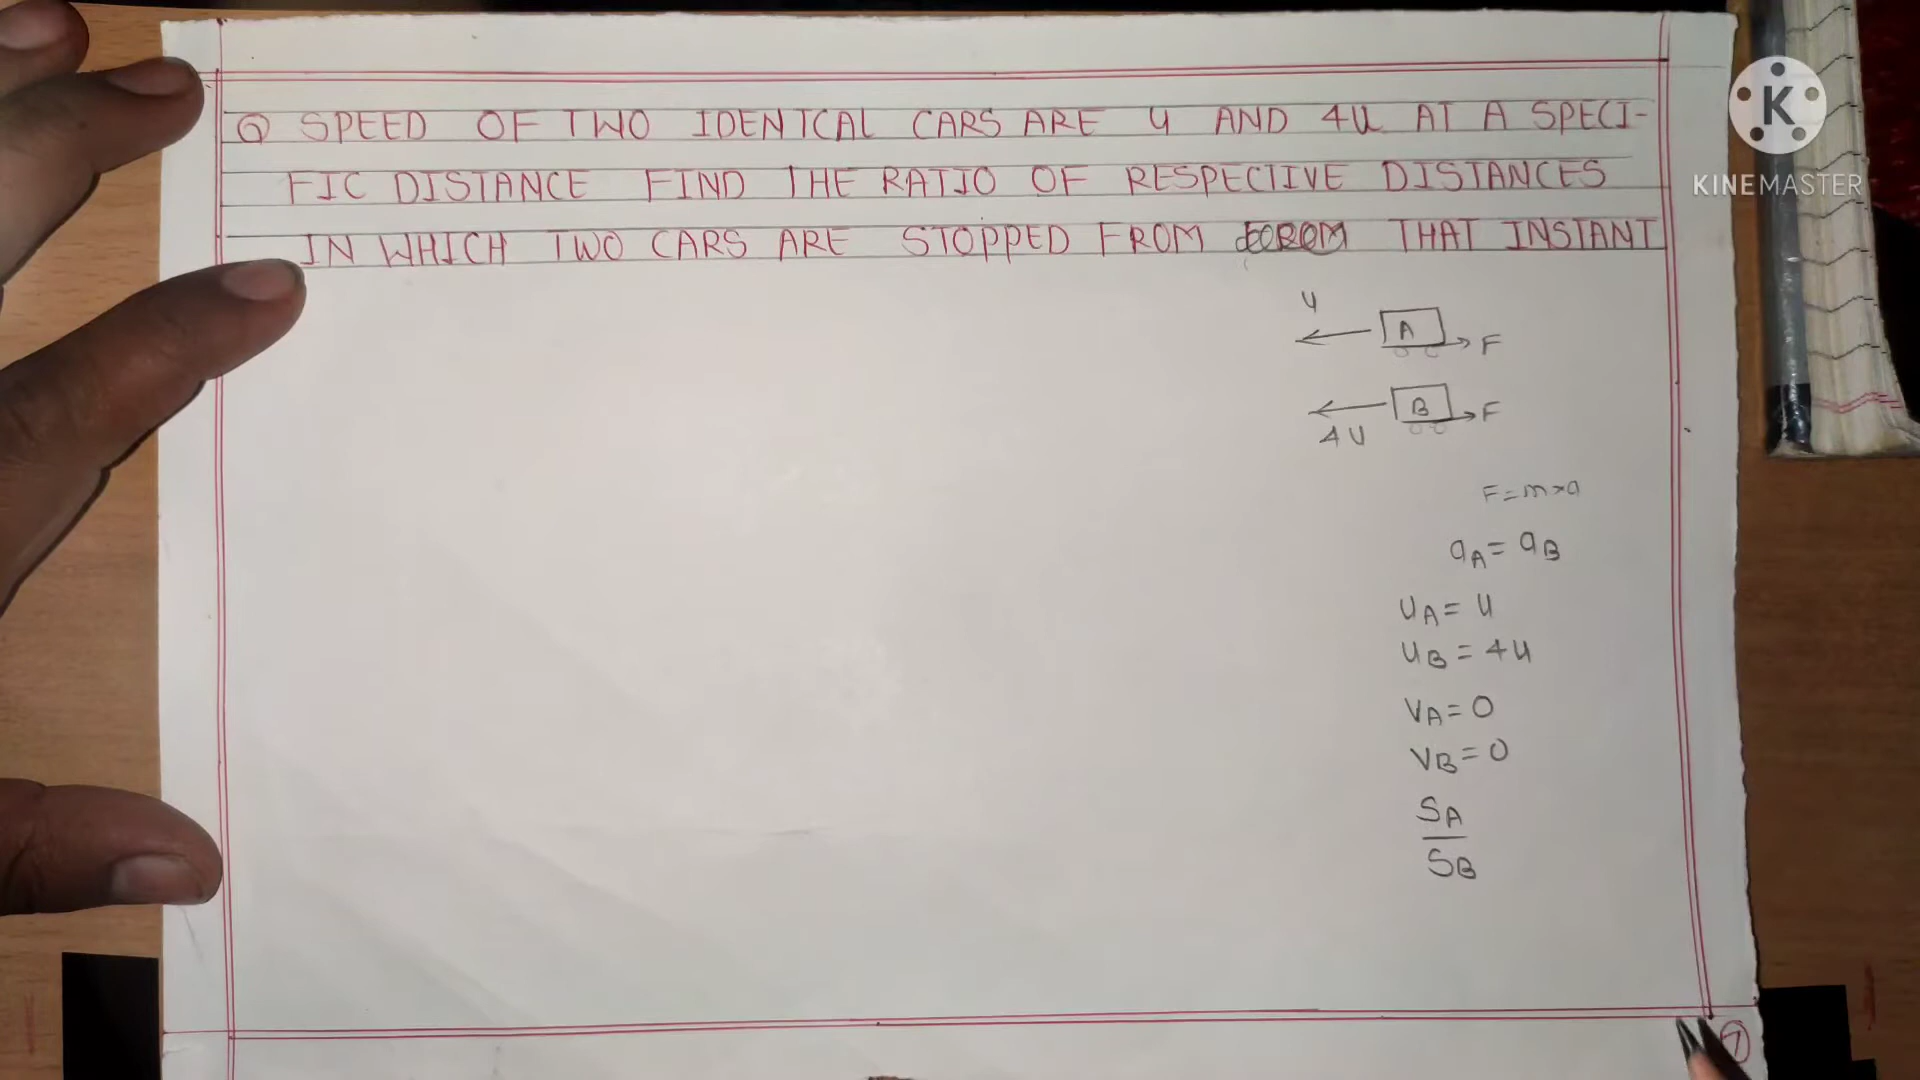 Q SPEED OF TWO IDENTCAL CARS ARE U AND 4U AT A SPECI-
FIC DISTANCE FIND THE RATIO OF RESPECTIVE DISTANCES
IN WHICH TWO CARS ARE STOPPED FROM THAT INSTANT
U
A
F
B
F
4U
F=m×a
aA=aB
UA=U
UB=4U
VA=0
VB=0
SA
SB
7
K
KINEMASTER